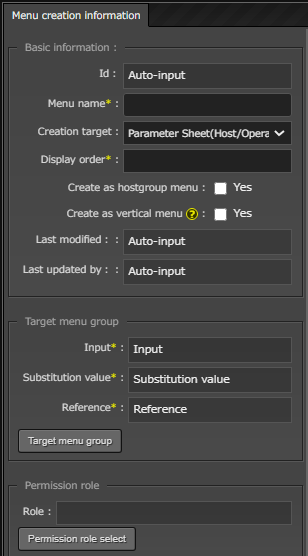 Menu creation information
Basic information :
Id : Auto-input
Menu name* :
Creation target : Parameter Sheet(Host/Opera
Display order* :
Create as hostgroup menu : Yes
Create as vertical menu ? : Yes
Last modified : : Auto-input
Last updated by : : Auto-input
Target menu group
Input* : Input
Substitution value* : Substitution value
Reference* : Reference
Target menu group
Permission role
Role :
Permission role select